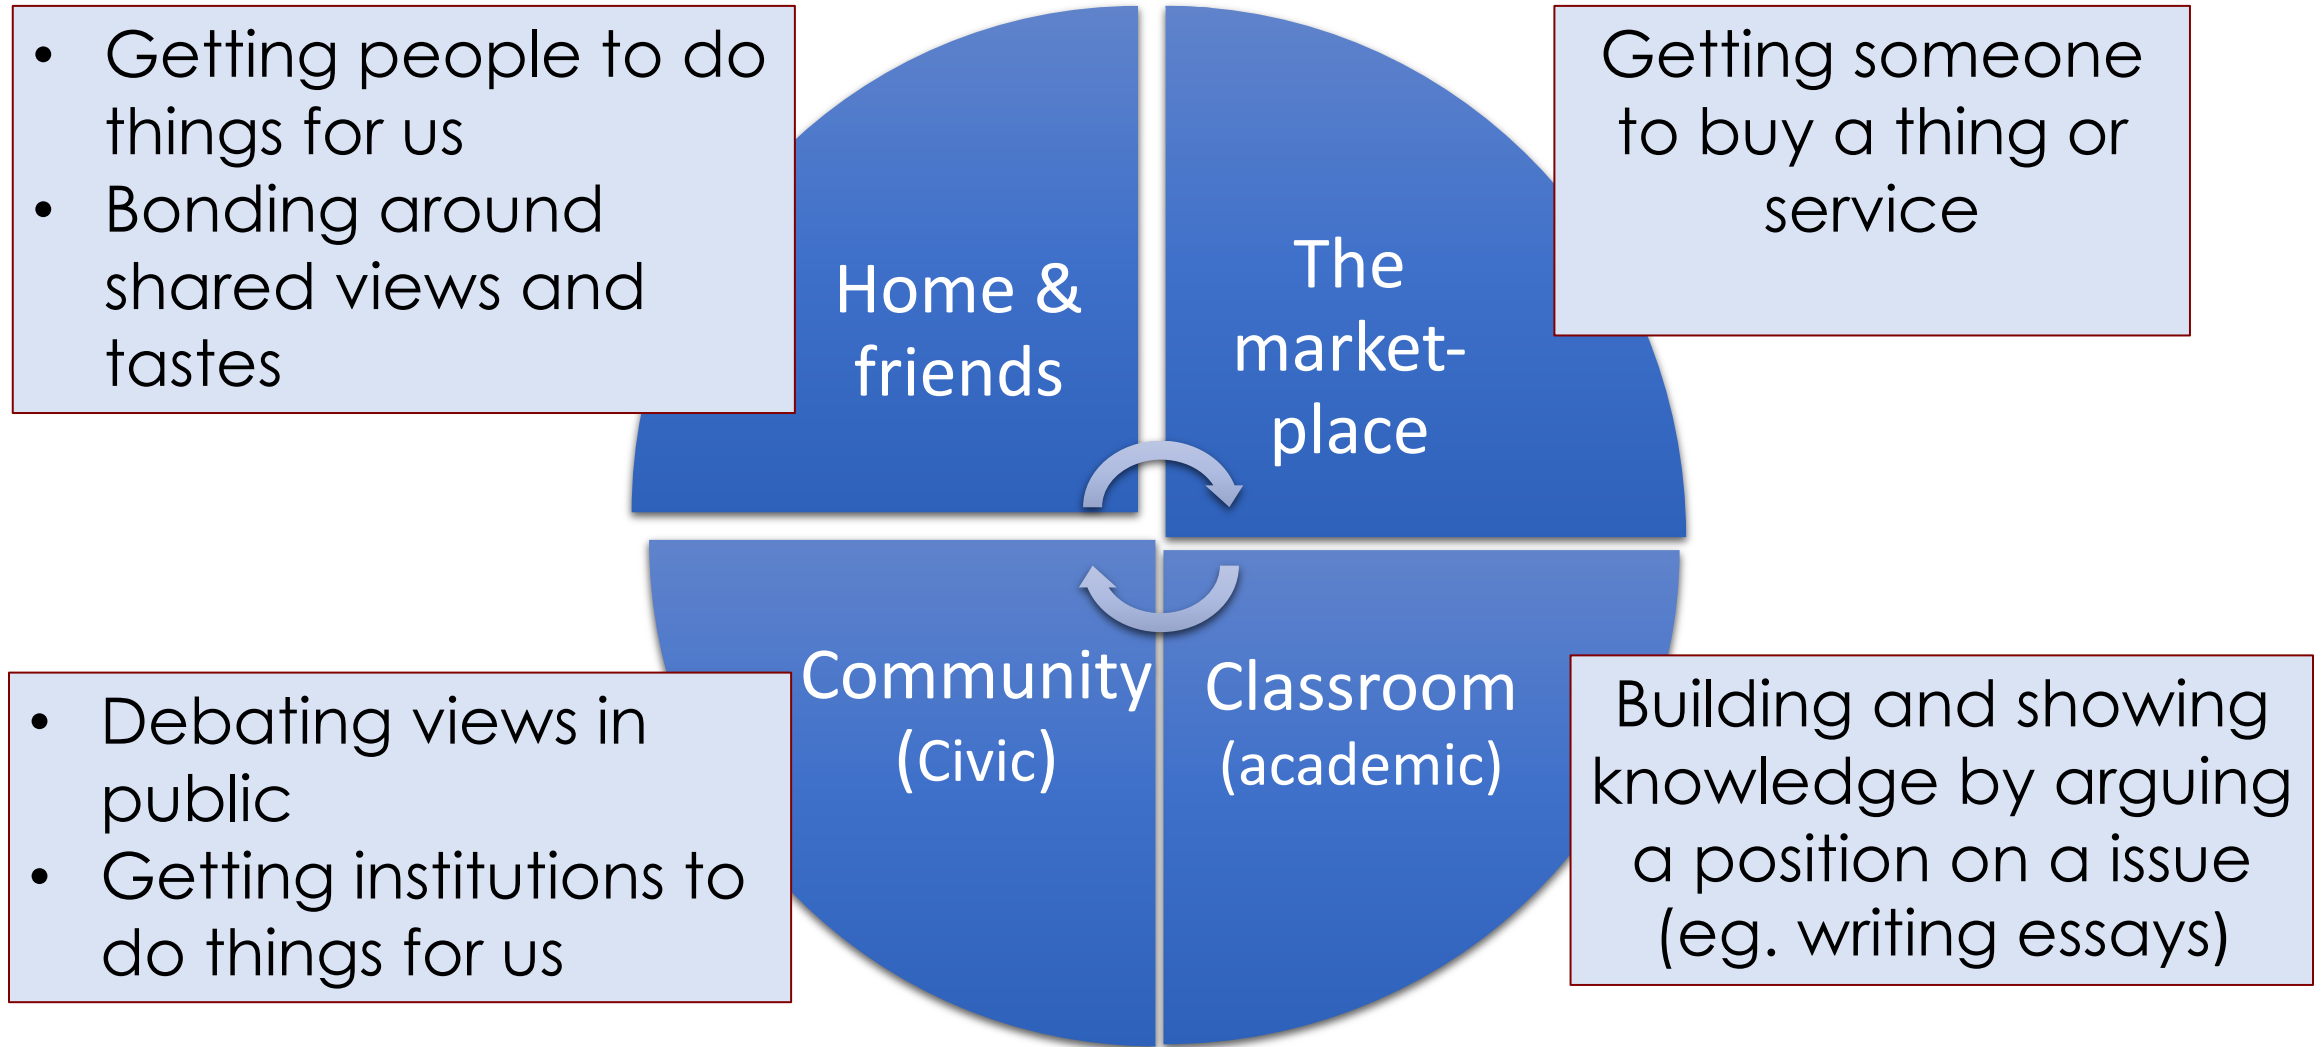 • Getting people to do
things for us
• Bonding around
shared views and
tastes
Home &
friends
The
market-
place
Getting someone
to buy a thing or
service
• Debating views in
public
• Getting institutions to
do things for us
Community
(Civic)
Classroom
(academic)
Building and showing
knowledge by arguing
a position on a issue
(eg. writing essays)